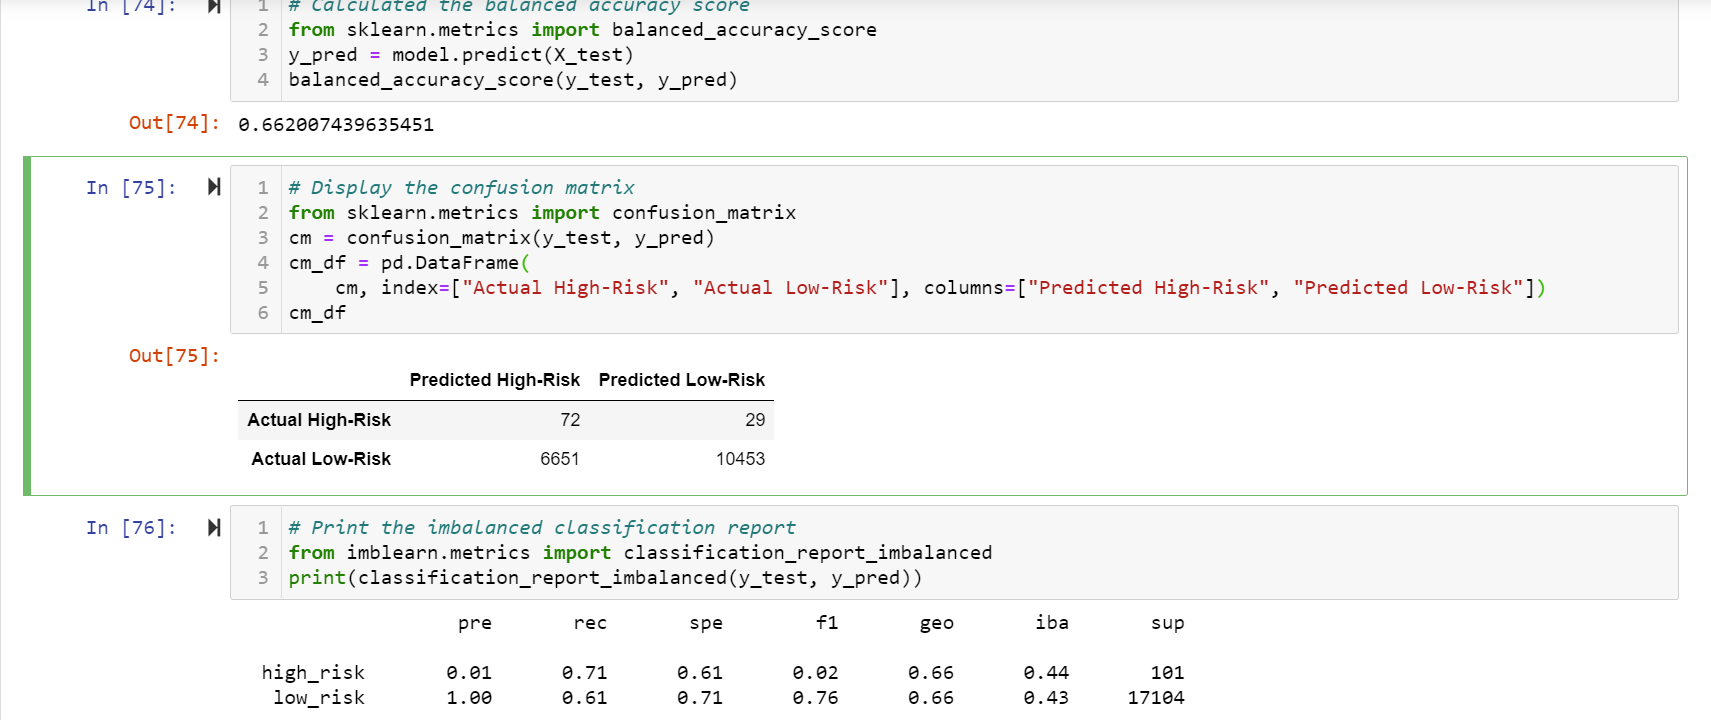 In [74]:
1 # Calculated the balanced accuracy score
2 from sklearn.metrics import balanced_accuracy_score
3 y_pred = model.predict(X_test)
4 balanced_accuracy_score(y_test, y_pred)
Out[74]: 0.662007439635451
In [75]:
1 # Display the confusion matrix
2 from sklearn.metrics import confusion_matrix
3 cm = confusion_matrix(y_test, y_pred)
4 cm_df = pd.DataFrame(
5     cm, index=["Actual High-Risk", "Actual Low-Risk"], columns=["Predicted High-Risk", "Predicted Low-Risk"])
6 cm_df
Out[75]:
Predicted High-Risk Predicted Low-Risk
Actual High-Risk 72 29
Actual Low-Risk 6651 10453
In [76]:
1 # Print the imbalanced classification report
2 from imblearn.metrics import classification_report_imbalanced
3 print(classification_report_imbalanced(y_test, y_pred))
pre rec spe f1 geo iba sup
high_risk 0.01 0.71 0.61 0.02 0.66 0.44 101
low_risk 1.00 0.61 0.71 0.76 0.66 0.43 17104